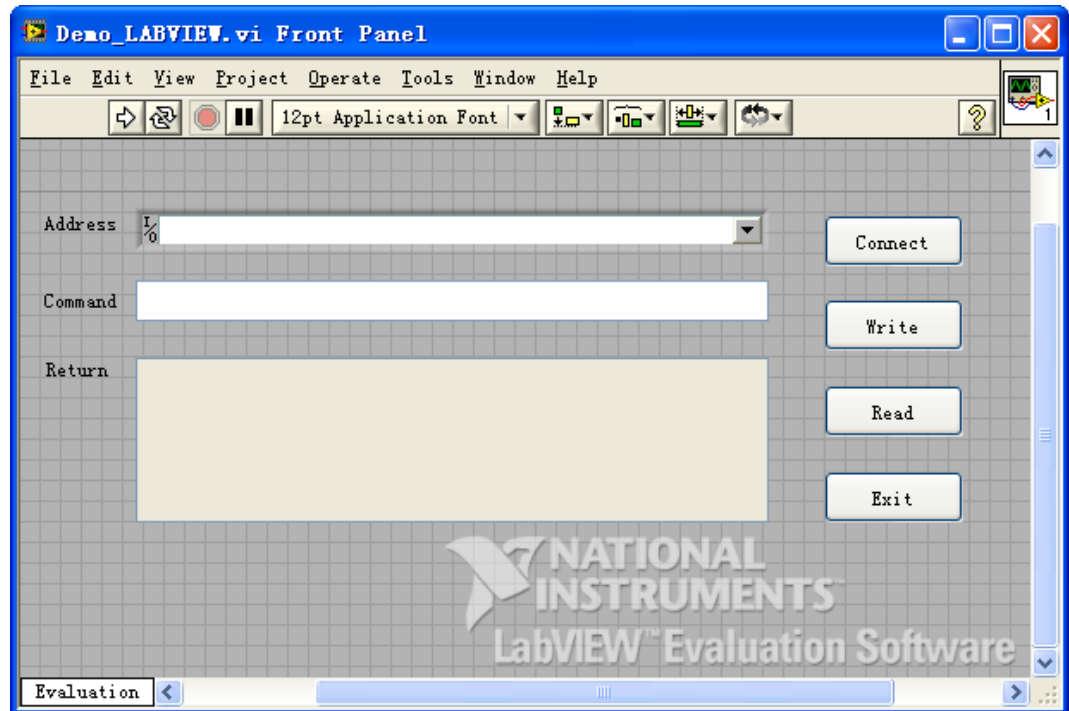 Demo_LABVIEW.vi Front Panel
File Edit View Project Operate Tools Window Help
12pt Application Font
1
Address
I/O
Connect
Command
Write
Return
Read
Exit
NATIONAL
INSTRUMENTS
LabVIEW™ Evaluation Software
Evaluation